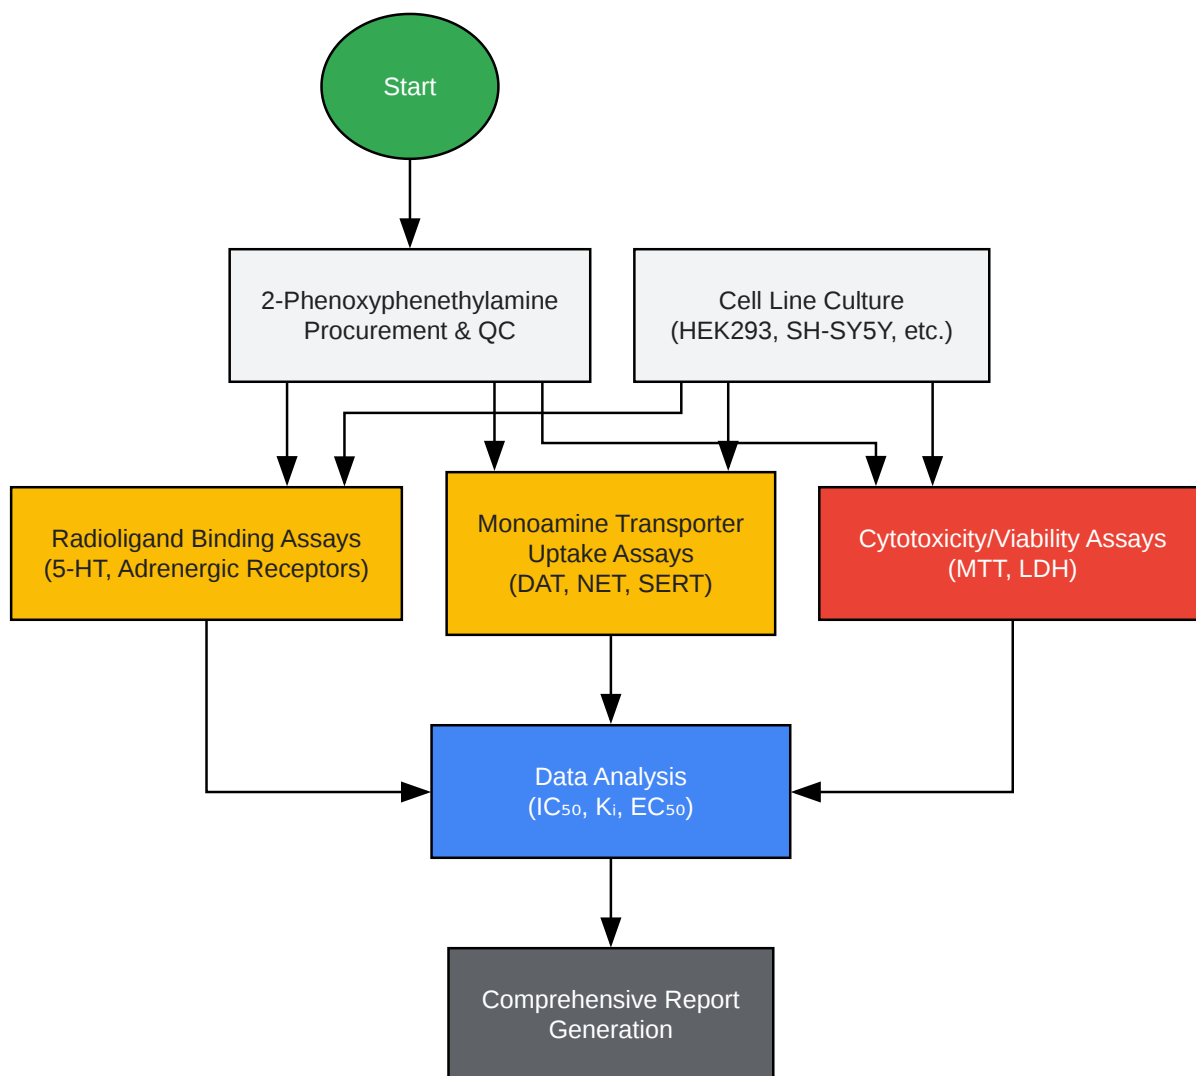 Start
2-Phenoxyphenethylamine
Procurement & QC
Cell Line Culture
(HEK293, SH-SY5Y, etc.)
Radioligand Binding Assays
(5-HT, Adrenergic Receptors)
Monoamine Transporter
Uptake Assays
(DAT, NET, SERT)
Cytotoxicity/Viability Assays
(MTT, LDH)
Data Analysis
(IC₅₀, Kᵢ, EC₅₀)
Comprehensive Report
Generation